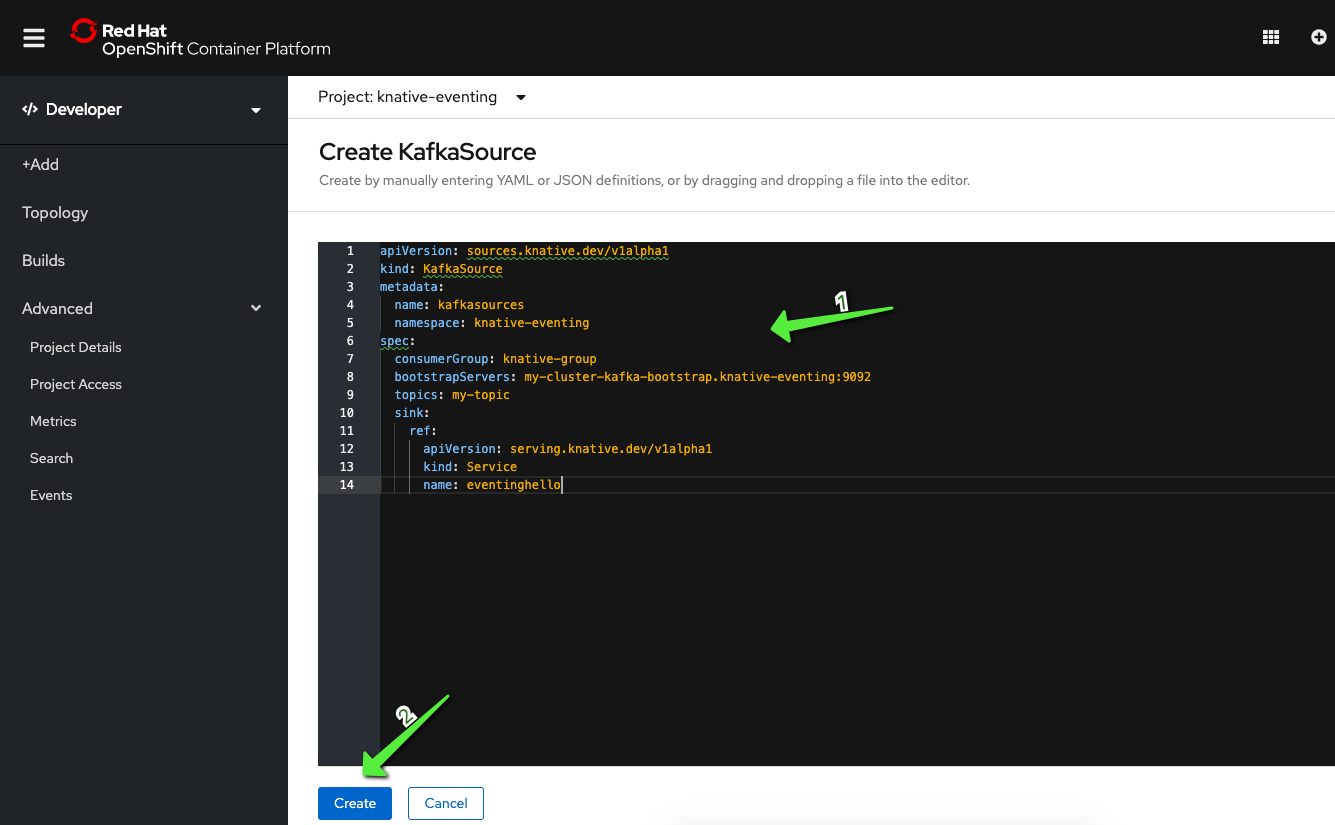 Red Hat
OpenShift Container Platform
Developer
+Add
Topology
Builds
Advanced
Project Details
Project Access
Metrics
Search
Events
Project: knative-eventing
Create KafkaSource
Create by manually entering YAML or JSON definitions, or by dragging and dropping a file into the editor.
1 apiVersion: sources.knative.dev/v1alpha1
2 kind: KafkaSource
3 metadata:
4   name: kafkasources
5   namespace: knative-eventing
6 spec:
7   consumerGroup: knative-group
8   bootstrapServers: my-cluster-kafka-bootstrap.knative-eventing:9092
9   topics: my-topic
10   sink:
11     ref:
12       apiVersion: serving.knative.dev/v1alpha1
13       kind: Service
14       name: eventinghello
1
2
Create Cancel